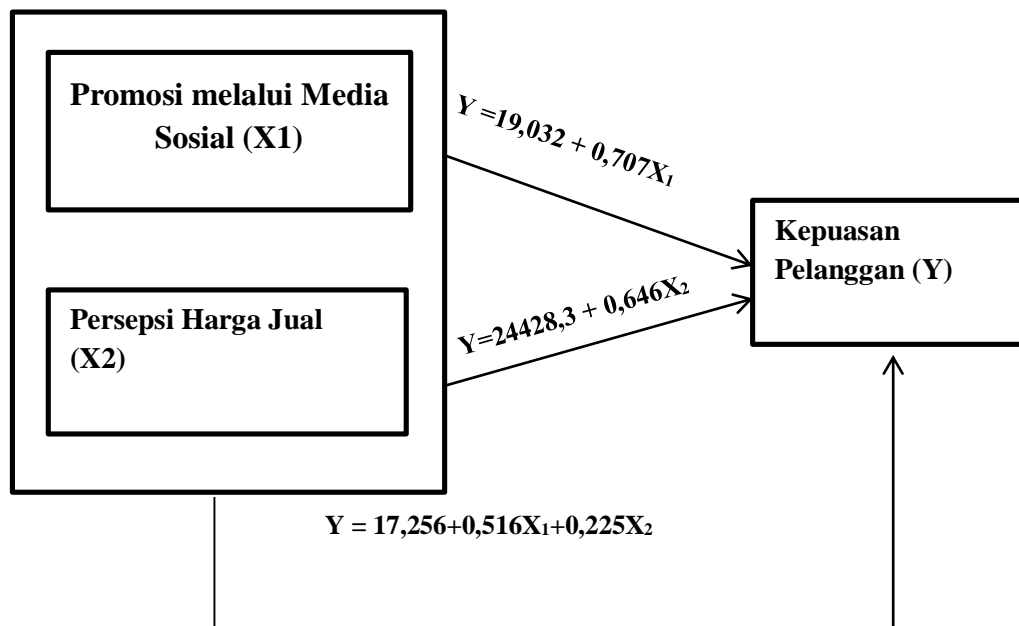 Promosi melalui Media
Sosial (X1)
Y =19,032 + 0,707X₁
Kepuasan
Pelanggan (Y)
Persepsi Harga Jual
(X2)
Y=24428,3 + 0,646X₂
Y = 17,256+0,516X₁+0,225X₂